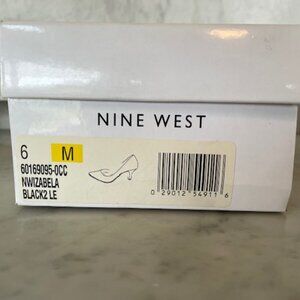 NINE WEST
6 M
60169095-0CC
NWIZABELA
BLACK2 LE
0 29012 54911 6